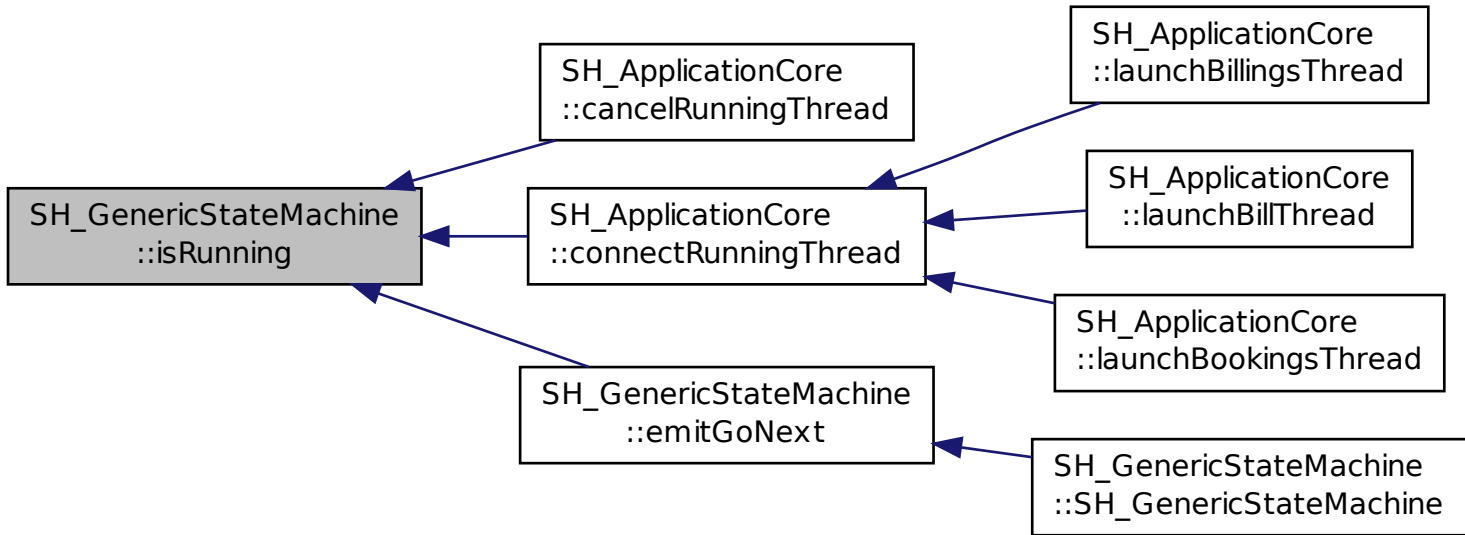 SH_GenericStateMachine
::isRunning
SH_ApplicationCore
::cancelRunningThread
SH_ApplicationCore
::connectRunningThread
SH_GenericStateMachine
::emitGoNext
SH_ApplicationCore
::launchBillingsThread
SH_ApplicationCore
::launchBillThread
SH_ApplicationCore
::launchBookingsThread
SH_GenericStateMachine
::SH_GenericStateMachine